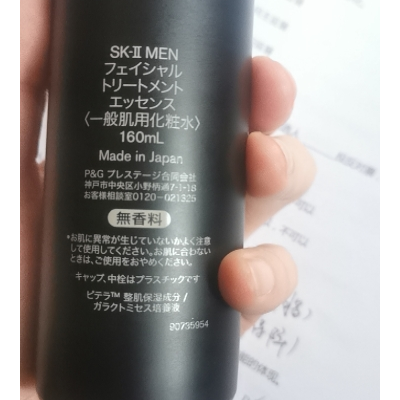 SK-II MEN
フェイシャル
トリートメント
エッセンス
〈一般肌用化粧水〉
160mL
Made in Japan
P&G プレステージ合同会社
神戸市中央区小野柄通7-1-18
お客様相談室0120-021325
無香料
*お肌に異常が生じていないかよく注意
して使用してください。お肌に合わない
ときは、ご使用をおやめください。
キャップ、中栓はプラスチックです
ピテラ™ 整肌保湿成分/
ガラクトミセス培養液
90735954